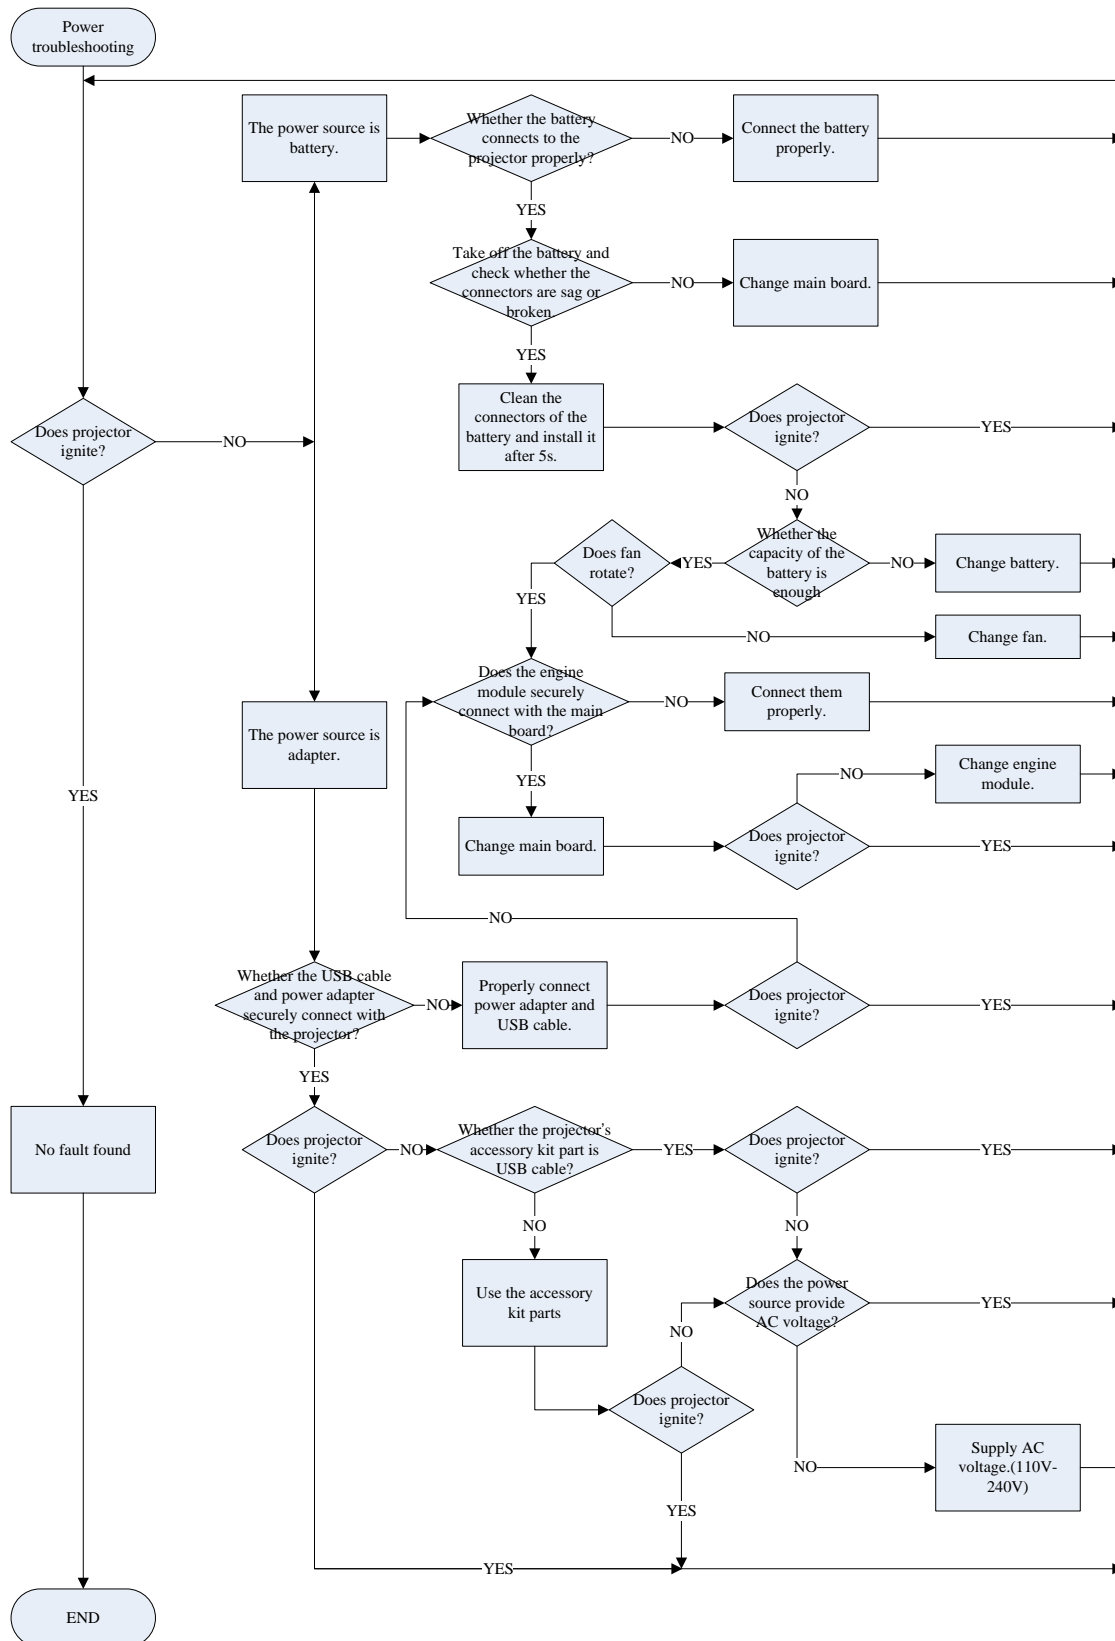 Power
troubleshooting
The power source is
battery.
Whether the battery
connects to the
projector properly?
NO
Connect the battery
properly.
YES
Take off the battery and
check whether the
connectors are sag or
broken.
NO
Change main board.
YES
Clean the
connectors of the
battery and install it
after 5s.
Does projector
ignite?
YES
Does projector
ignite?
NO
NO
Whether the
capacity of the
battery is
enough
Does fan
rotate?
YES
NO
Change battery.
YES
NO
Change fan.
Does the engine
module securely
connect with the main
board?
NO
Connect them
properly.
The power source is
adapter.
YES
NO
Change engine
module.
YES
Change main board.
Does projector
ignite?
YES
NO
Whether the USB cable
and power adapter
securely connect with
the projector?
NO
Properly connect
power adapter and
USB cable.
Does projector
ignite?
YES
YES
No fault found
Does projector
ignite?
NO
Whether the projector's
accessory kit part is
USB cable?
YES
Does projector
ignite?
YES
NO
NO
Use the accessory
kit parts
Does the power
source provide
AC voltage?
YES
NO
Does projector
ignite?
NO
Supply AC
voltage.(110V-
240V)
YES
YES
END